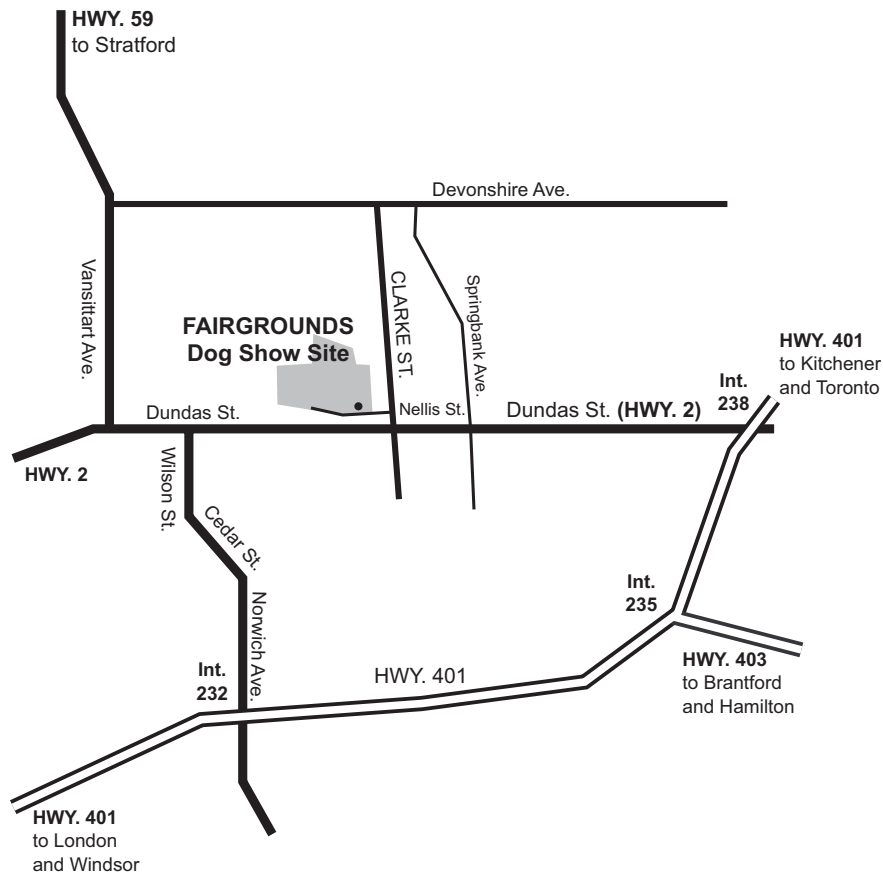 HWY. 59
to Stratford
Devonshire Ave.
Vansittart Ave.
CLARKE ST.
Springbank Ave.
FAIRGROUNDS
Dog Show Site
HWY. 401
to Kitchener
and Toronto
Int.
238
Dundas St.
Nellis St.
Dundas St. (HWY. 2)
HWY. 2
Wilson St.
Cedar St.
Norwich Ave.
Int.
235
Int.
232
HWY. 401
HWY. 403
to Brantford
and Hamilton
HWY. 401
to London
and Windsor